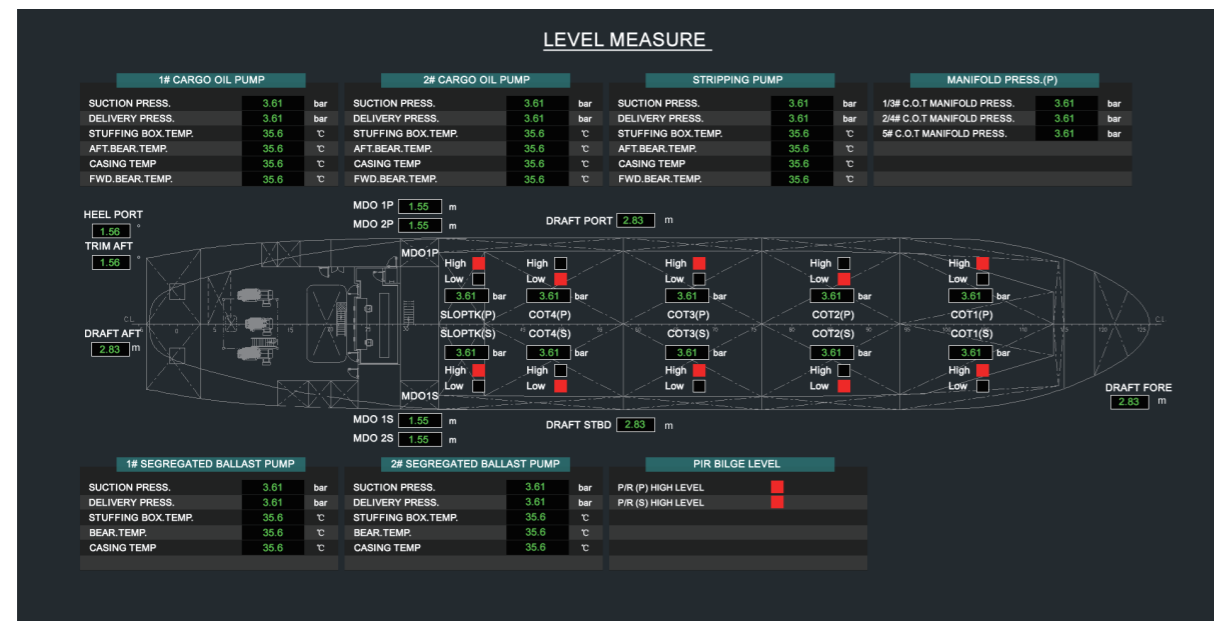 LEVEL MEASURE
1# CARGO OIL PUMP
SUCTION PRESS. 3.61 bar
DELIVERY PRESS. 3.61 bar
STUFFING BOX.TEMP. 35.6 ℃
AFT.BEAR.TEMP. 35.6 ℃
CASING TEMP 35.6 ℃
FWD.BEAR.TEMP. 35.6 ℃
2# CARGO OIL PUMP
SUCTION PRESS. 3.61 bar
DELIVERY PRESS. 3.61 bar
STUFFING BOX.TEMP. 35.6 ℃
AFT.BEAR.TEMP. 35.6 ℃
CASING TEMP 35.6 ℃
FWD.BEAR.TEMP. 35.6 ℃
STRIPPING PUMP
SUCTION PRESS. 3.61 bar
DELIVERY PRESS. 3.61 bar
STUFFING BOX.TEMP. 35.6 ℃
AFT.BEAR.TEMP. 35.6 ℃
CASING TEMP 35.6 ℃
FWD.BEAR.TEMP. 35.6 ℃
MANIFOLD PRESS.(P)
1/3# C.O.T MANIFOLD PRESS. 3.61 bar
2/4# C.O.T MANIFOLD PRESS. 3.61 bar
5# C.O.T MANIFOLD PRESS. 3.61 bar
HEEL PORT
1.56 °
TRIM AFT
1.56 °
MDO 1P 1.55 m
MDO 2P 1.55 m
DRAFT PORT 2.83 m
MDO1P
High High High High High
Low Low Low Low Low
3.61 bar 3.61 bar 3.61 bar 3.61 bar 3.61 bar
SLOPTK(P) COT4(P) COT3(P) COT2(P) COT1(P)
C.L. C.L.
DRAFT AFT
2.83 m
SLOPTK(S) COT4(S) COT3(S) COT2(S) COT1(S)
3.61 bar 3.61 bar 3.61 bar 3.61 bar 3.61 bar
High High High High High
Low Low Low Low Low
MDO1S
DRAFT FORE
2.83 m
MDO 1S 1.55 m
MDO 2S 1.55 m
DRAFT STBD 2.83 m
1# SEGREGATED BALLAST PUMP
SUCTION PRESS. 3.61 bar
DELIVERY PRESS. 3.61 bar
STUFFING BOX.TEMP. 35.6 ℃
BEAR.TEMP. 35.6 ℃
CASING TEMP 35.6 ℃
2# SEGREGATED BALLAST PUMP
SUCTION PRESS. 3.61 bar
DELIVERY PRESS. 3.61 bar
STUFFING BOX.TEMP. 35.6 ℃
BEAR.TEMP. 35.6 ℃
CASING TEMP 35.6 ℃
PIR BILGE LEVEL
P/R (P) HIGH LEVEL
P/R (S) HIGH LEVEL